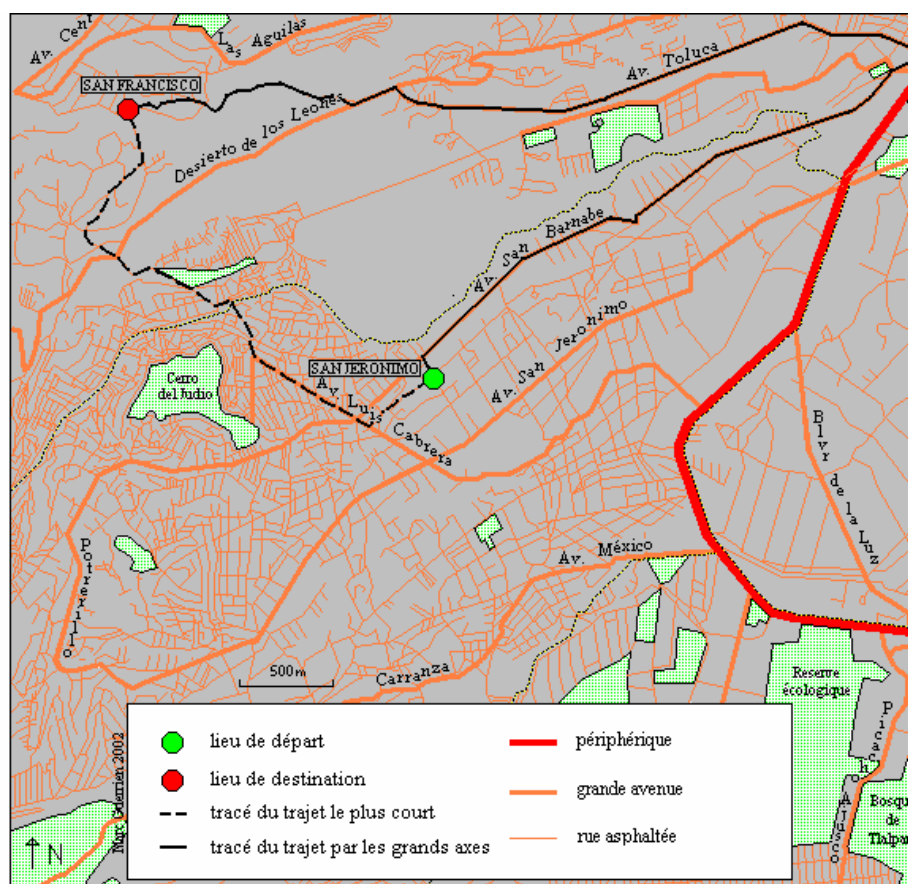 Av. Cent
Las Aguilas
SAN FRANCISCO
Av. Toluca
Desierto de los Leones
Av. San Barnabe
Av. San Jeronimo
SAN JERONIMO
Cerro
del Judio
Av. Luis Cabrera
Blvr de la Luz
Potrerillo
Av. México
500m
Carranza
Reserve
écologique
Picacho Ajusco
Bosque
de
Tlalpan
lieu de départ
lieu de destination
tracé du trajet le plus court
tracé du trajet par les grands axes
périphérique
grande avenue
rue asphaltée
Marc Guerrien 2002
N